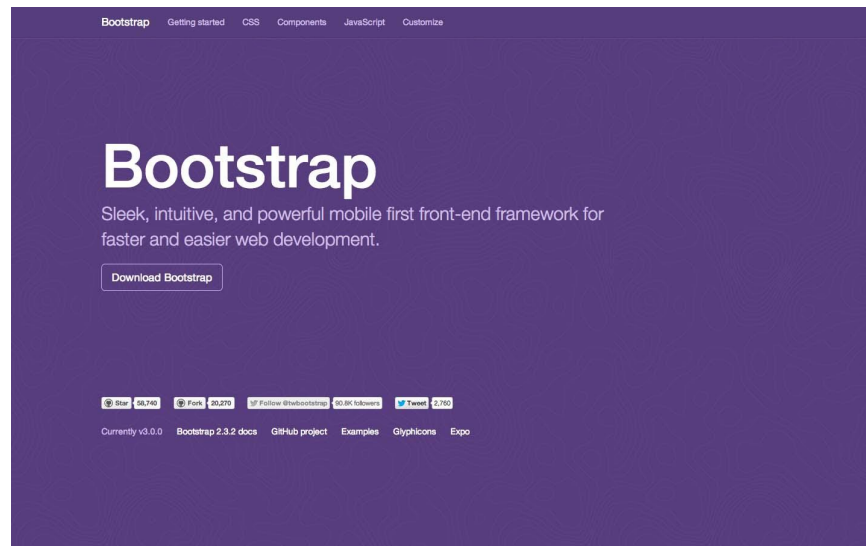 Bootstrap Getting started CSS Components JavaScript Customize
Bootstrap
Sleek, intuitive, and powerful mobile first front-end framework for
faster and easier web development.
Download Bootstrap
Star 58,740 Fork 20,270 Follow @twbootstrap 90.8K followers Tweet 2,760
Currently v3.0.0 Bootstrap 2.3.2 docs GitHub project Examples Glyphicons Expo